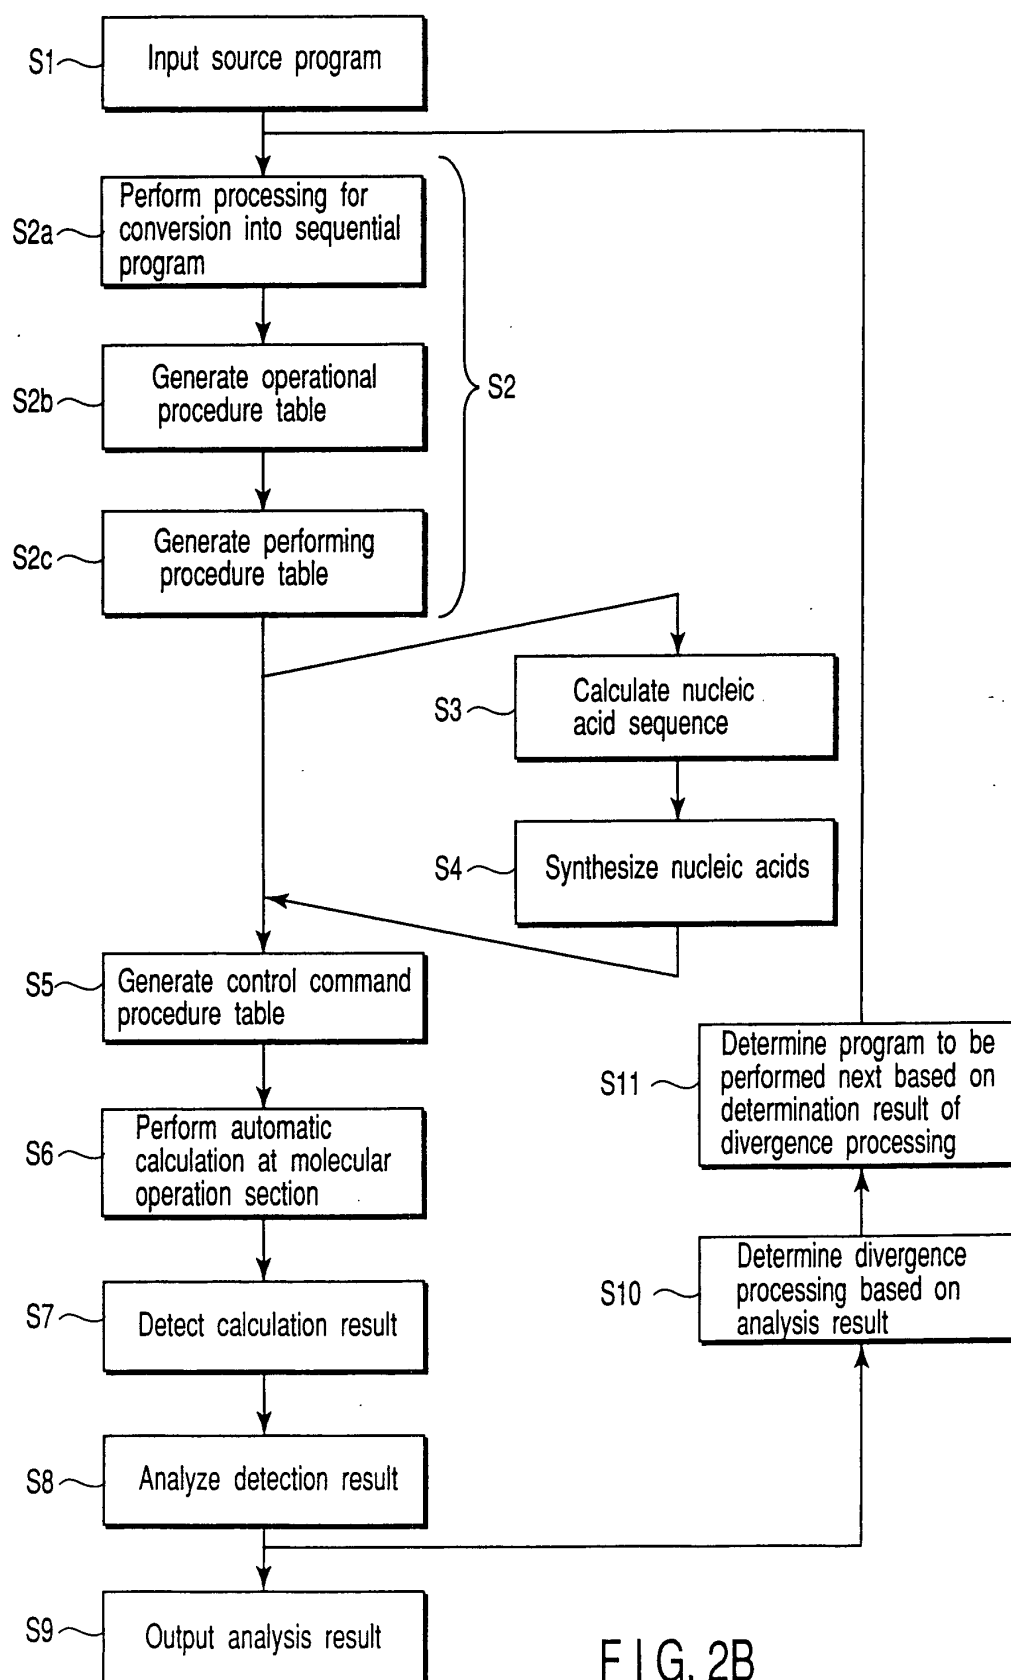 S1
Input source program
S2a
Perform processing for
conversion into sequential
program
S2b
Generate operational
procedure table
S2
S2c
Generate performing
procedure table
S3
Calculate nucleic
acid sequence
S4
Synthesize nucleic acids
S5
Generate control command
procedure table
S11
Determine program to be
performed next based on
determination result of
divergence processing
S6
Perform automatic
calculation at molecular
operation section
S10
Determine divergence
processing based on
analysis result
S7
Detect calculation result
S8
Analyze detection result
S9
Output analysis result
FIG. 2B